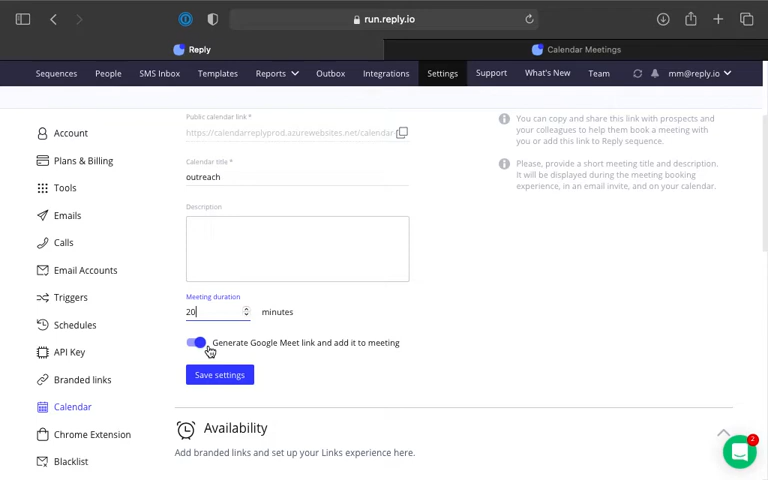 run.reply.io
Reply
Calendar Meetings
Sequences People SMS Inbox Templates Reports Outbox Integrations Settings Support What's New Team mm@reply.io
Public calendar link *
https://calendarreplyprod.azurewebsites.net/calendar
You can copy and share this link with prospects and
your colleagues to help them book a meeting with
you or add this link to Reply sequence.
Calendar title *
outreach
Please, provide a short meeting title and description.
It will be displayed during the meeting booking
experience, in an email invite, and on your calendar.
Description
Meeting duration
20 minutes
Generate Google Meet link and add it to meeting
Save settings
Availability
Add branded links and set up your Links experience here.
Account
Plans & Billing
Tools
Emails
Calls
Email Accounts
Triggers
Schedules
API Key
Branded links
Calendar
Chrome Extension
Blacklist
2